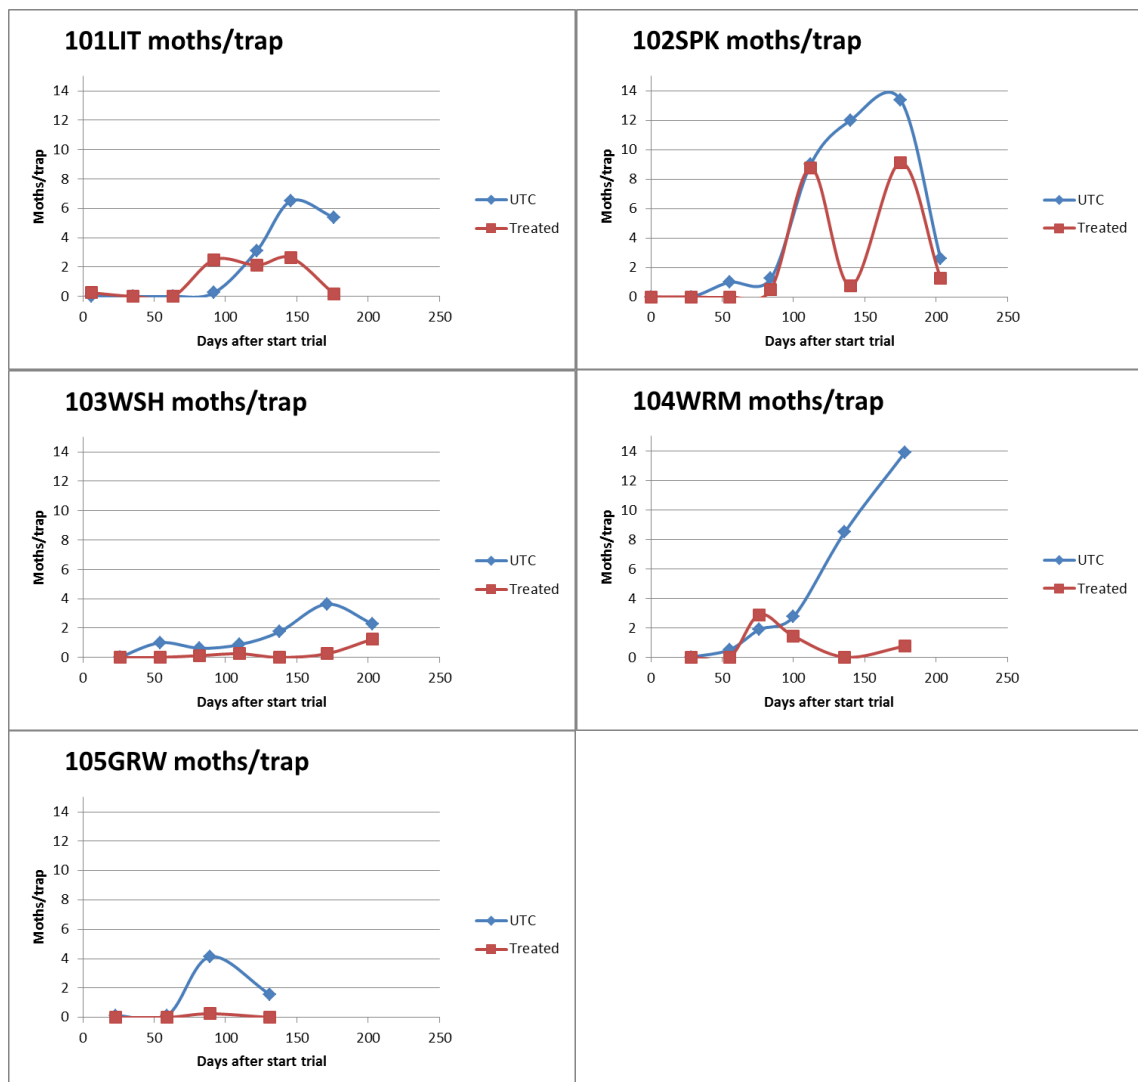 101LIT moths/trap
14
12
10
8
6
4
2
0
Moths/trap
0 50 100 150 200 250
Days after start trial
UTC
Treated
102SPK moths/trap
14
12
10
8
6
4
2
0
Moths/trap
0 50 100 150 200 250
Days after start trial
UTC
Treated
103WSH moths/trap
14
12
10
8
6
4
2
0
Moths/trap
0 50 100 150 200 250
Days after start trial
UTC
Treated
104WRM moths/trap
14
12
10
8
6
4
2
0
Moths/trap
0 50 100 150 200 250
Days after start trial
UTC
Treated
105GRW moths/trap
14
12
10
8
6
4
2
0
Moths/trap
0 50 100 150 200 250
Days after start trial
UTC
Treated